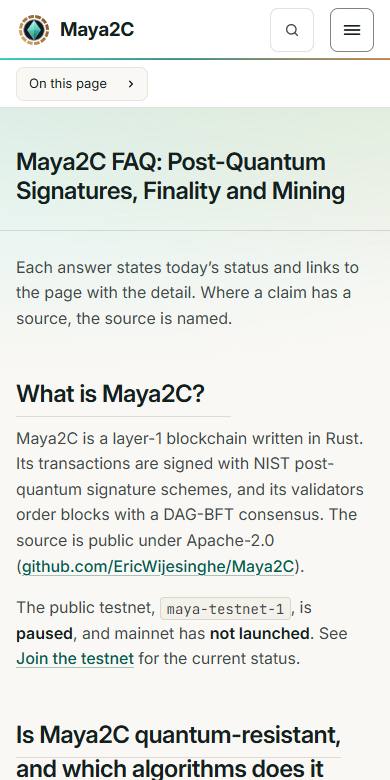 Maya2C
On this page
Maya2C FAQ: Post-Quantum
Signatures, Finality and Mining
Each answer states today’s status and links to
the page with the detail. Where a claim has a
source, the source is named.
What is Maya2C?
Maya2C is a layer-1 blockchain written in Rust.
Its transactions are signed with NIST post-
quantum signature schemes, and its validators
order blocks with a DAG-BFT consensus. The
source is public under Apache-2.0
(github.com/EricWijesinghe/Maya2C).
The public testnet, maya-testnet-1, is
paused, and mainnet has not launched. See
Join the testnet for the current status.
Is Maya2C quantum-resistant,
and which algorithms does it